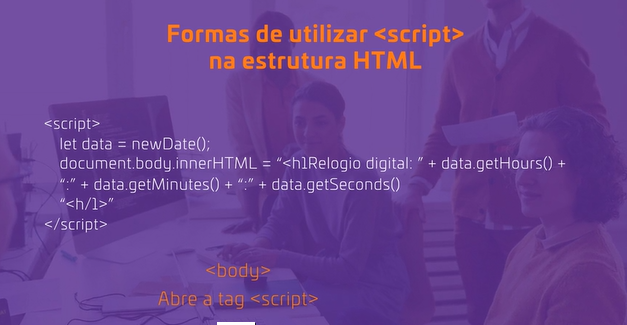 Formas de utilizar <script>
na estrutura HTML
<script>
let data = newDate();
document.body.innerHTML = “<h1Relogio digital: ” + data.getHours() +
“:” + data.getMinutes() + “:” + data.getSeconds()
“<h/1>”
</script>
<body>
Abre a tag <script>